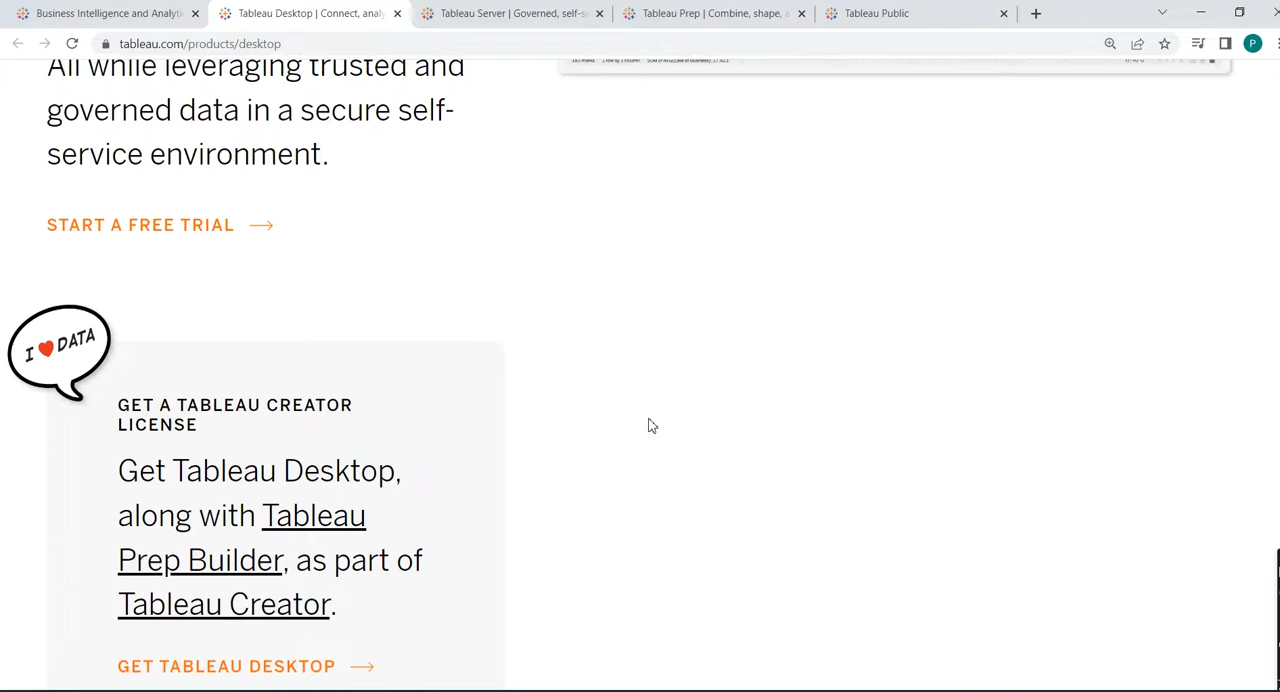 Business Intelligence and Analyti
Tableau Desktop | Connect, analy
Tableau Server | Governed, self-s
Tableau Prep | Combine, shape, a
Tableau Public
tableau.com/products/desktop
P
All while leveraging trusted and
governed data in a secure self-
service environment.
START A FREE TRIAL
I ❤ DATA
GET A TABLEAU CREATOR
LICENSE
Get Tableau Desktop,
along with Tableau
Prep Builder, as part of
Tableau Creator.
GET TABLEAU DESKTOP